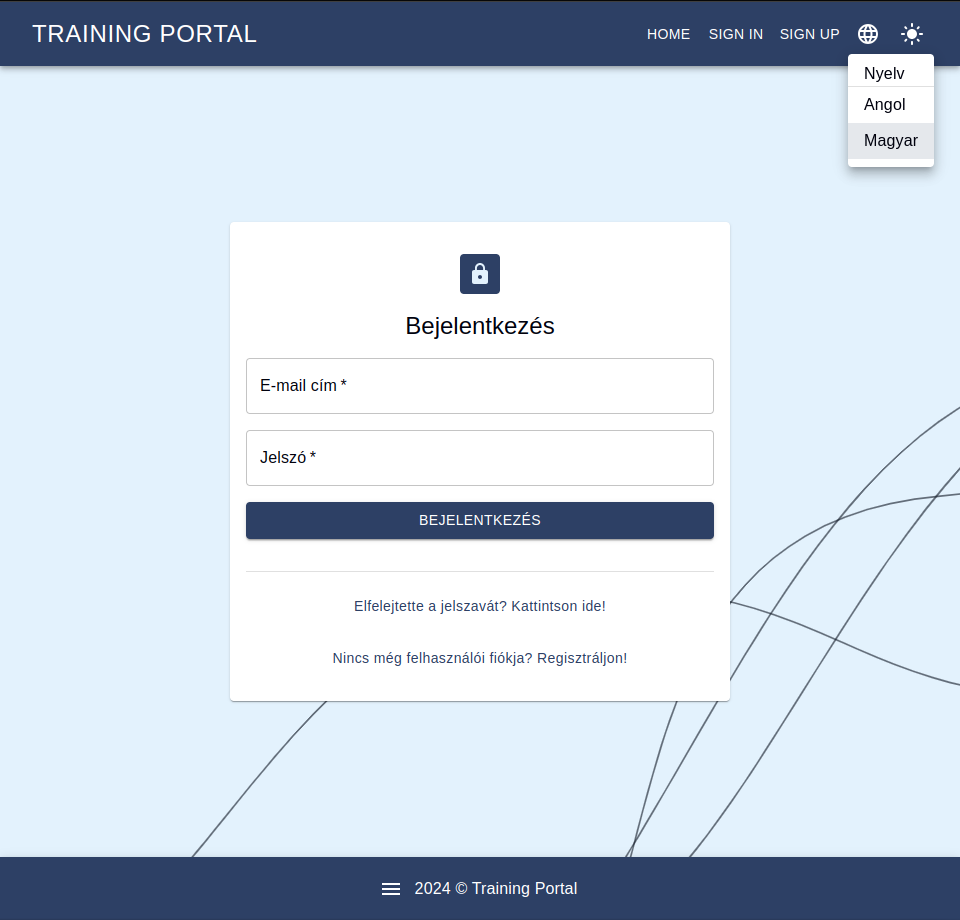 TRAINING PORTAL
HOME SIGN IN SIGN UP
Nyelv
Angol
Magyar
Bejelentkezés
E-mail cím *
Jelszó *
BEJELENTKEZÉS
Elfelejtette a jelszavát? Kattintson ide!
Nincs még felhasználói fiókja? Regisztráljon!
2024 © Training Portal